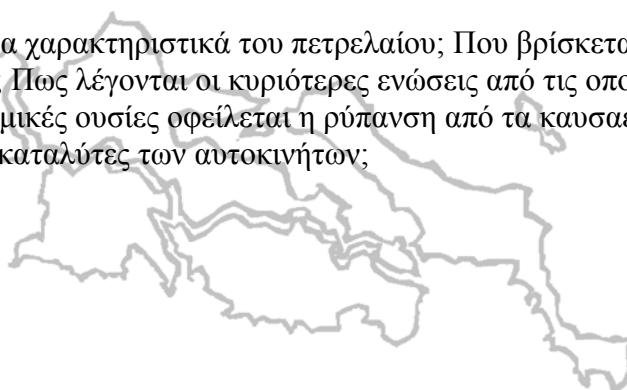 α χαρακτηριστικά του πετρελαίου; Που βρίσκετα
Πως λέγονται οι κυριότερες ενώσεις από τις οπο
μικές ουσίες οφείλεται η ρύπανση από τα καυσαε
καταλύτες των αυτοκινήτων;